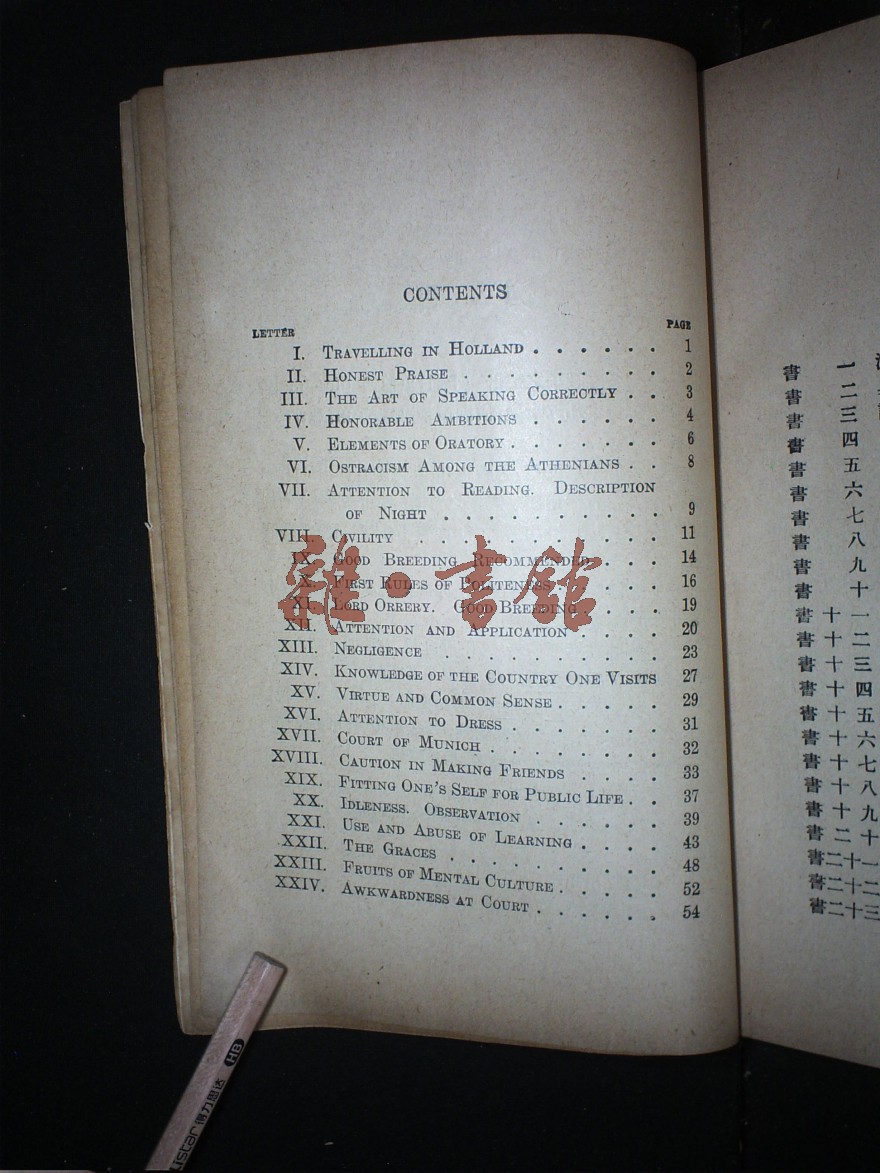 CONTENTS
LETTER PAGE
I. TRAVELLING IN HOLLAND . . . . . . 1
II. HONEST PRAISE . . . . . . . . . 2
III. THE ART OF SPEAKING CORRECTLY . . 3
IV. HONORABLE AMBITIONS . . . . . . 4
V. ELEMENTS OF ORATORY . . . . . . . 6
VI. OSTRACISM AMONG THE ATHENIANS . . 8
VII. ATTENTION TO READING. DESCRIPTION
OF NIGHT . . . . . . . . . . 9
VIII. CIVILITY . . . . . . . . . . 11
IX. GOOD BREEDING RECOMMENDED . . . 14
X. FIRST RULES OF POLITENESS . . . . 16
XI. LORD ORRERY. GOOD BREEDING . . . . 19
XII. ATTENTION AND APPLICATION . . . . 20
XIII. NEGLIGENCE . . . . . . . . . 23
XIV. KNOWLEDGE OF THE COUNTRY ONE VISITS 27
XV. VIRTUE AND COMMON SENSE . . . . . 29
XVI. ATTENTION TO DRESS . . . . . . . 31
XVII. COURT OF MUNICH . . . . . . . . 32
XVIII. CAUTION IN MAKING FRIENDS . . . . 33
XIX. FITTING ONE'S SELF FOR PUBLIC LIFE . . 37
XX. IDLENESS. OBSERVATION . . . . . . 39
XXI. USE AND ABUSE OF LEARNING . . . . 43
XXII. THE GRACES . . . . . . . . . 48
XXIII. FRUITS OF MENTAL CULTURE . . . . . 52
XXIV. AWKWARDNESS AT COURT . . . . . . 54
雜·書館
書 一
書 二
書 三
書 四
書 五
書 六
書 七
書 八
書 九
書 十
書 十 一
書 十 二
書 十 三
書 十 四
書 十 五
書 十 六
書 十 七
書 十 八
書 十 九
書 二 十
書二十一
書二十二
書二十三
得力思达 HB